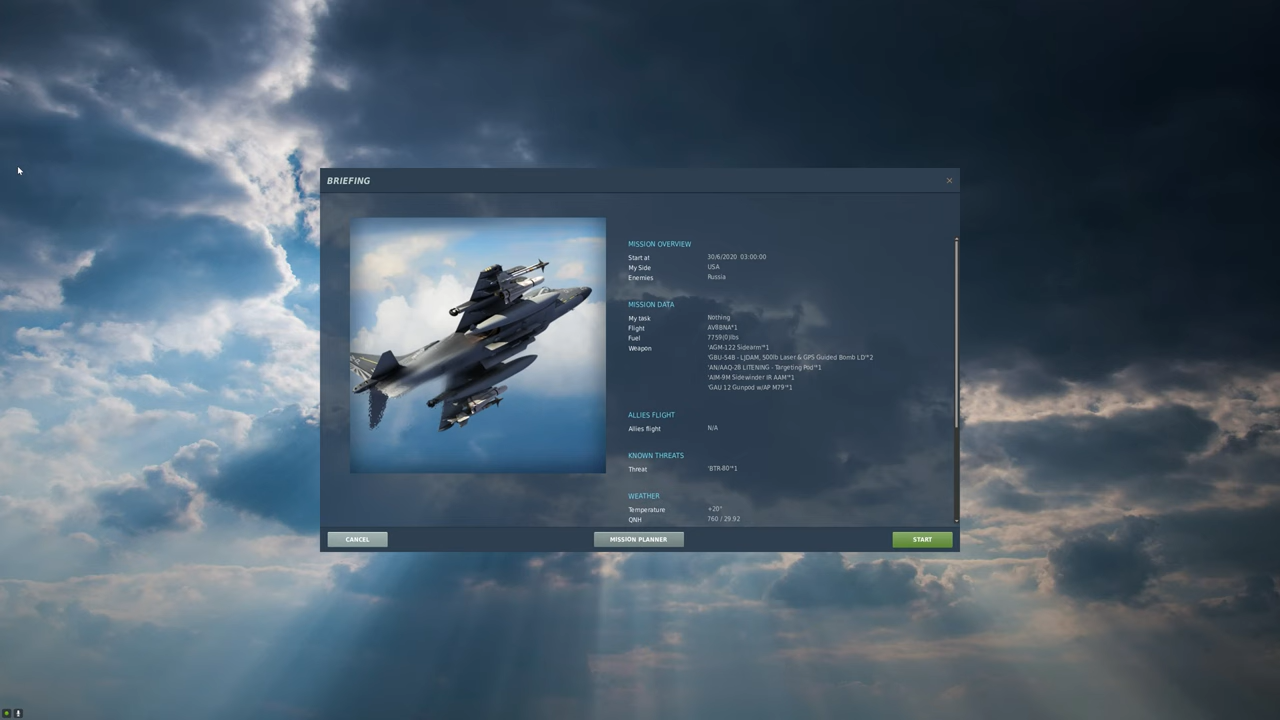 BRIEFING
MISSION OVERVIEW
Start at 30/6/2020 03:00:00
My Side USA
Enemies Russia
MISSION DATA
My task Nothing
Flight AV8BNA*1
Fuel 7759(0)lbs
Weapon 'AGM-122 Sidearm'*1
'GBU-54B - LJDAM, 500lb Laser & GPS Guided Bomb LD'*2
'AN/AAQ-28 LITENING - Targeting Pod'*1
'AIM-9M Sidewinder IR AAM'*1
'GAU 12 Gunpod w/AP M79'*1
ALLIES FLIGHT
Allies flight N/A
KNOWN THREATS
Threat 'BTR-80'*1
WEATHER
Temperature +20°
QNH 760 / 29.92
CANCEL MISSION PLANNER START